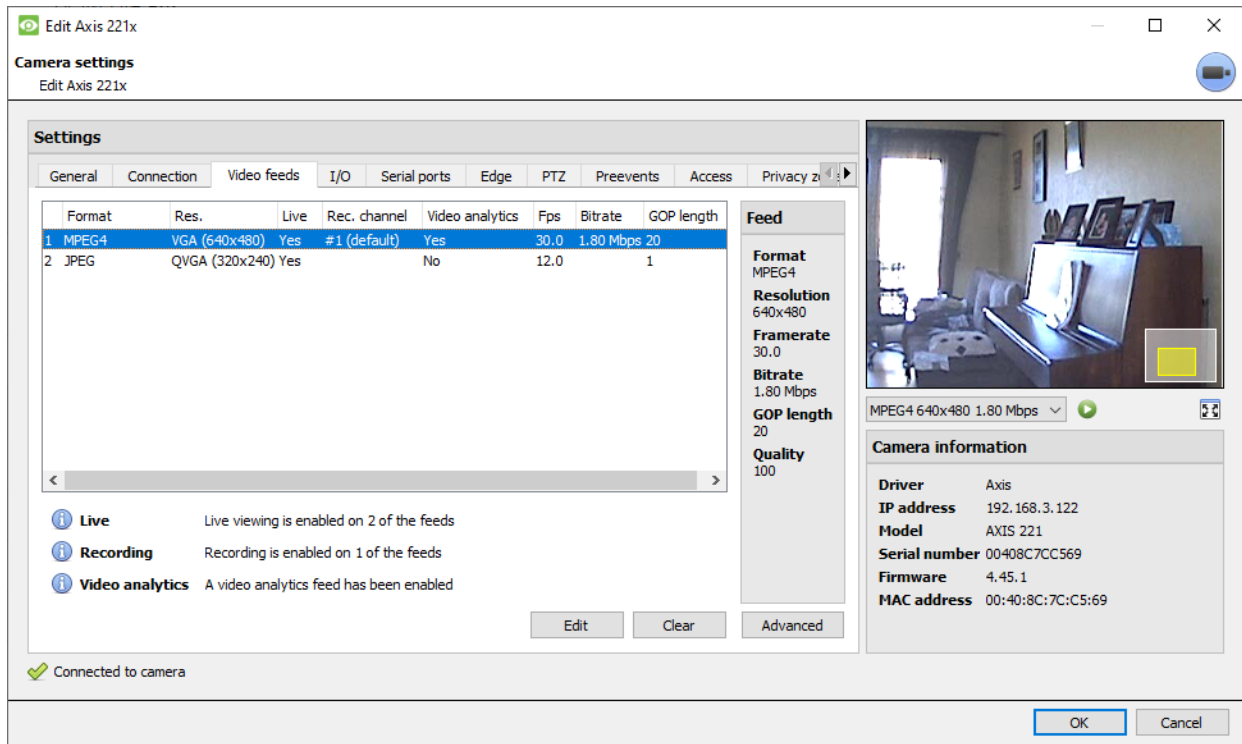 Edit Axis 221x
Camera settings
Edit Axis 221x
Settings
General Connection Video feeds I/O Serial ports Edge PTZ Preevents Access Privacy
Format Res. Live Rec. channel Video analytics Fps Bitrate GOP length
1 MPEG4 VGA (640x480) Yes #1 (default) Yes 30.0 1.80 Mbps 20
2 JPEG QVGA (320x240) Yes No 12.0 1
Live Live viewing is enabled on 2 of the feeds
Recording Recording is enabled on 1 of the feeds
Video analytics A video analytics feed has been enabled
Edit Clear
Feed
Format
MPEG4
Resolution
640x480
Framerate
30.0
Bitrate
1.80 Mbps
GOP length
20
Quality
100
Advanced
MPEG4 640x480 1.80 Mbps
Camera information
Driver Axis
IP address 192.168.3.122
Model AXIS 221
Serial number 00408C7CC569
Firmware 4.45.1
MAC address 00:40:8C:7C:C5:69
Connected to camera
OK Cancel